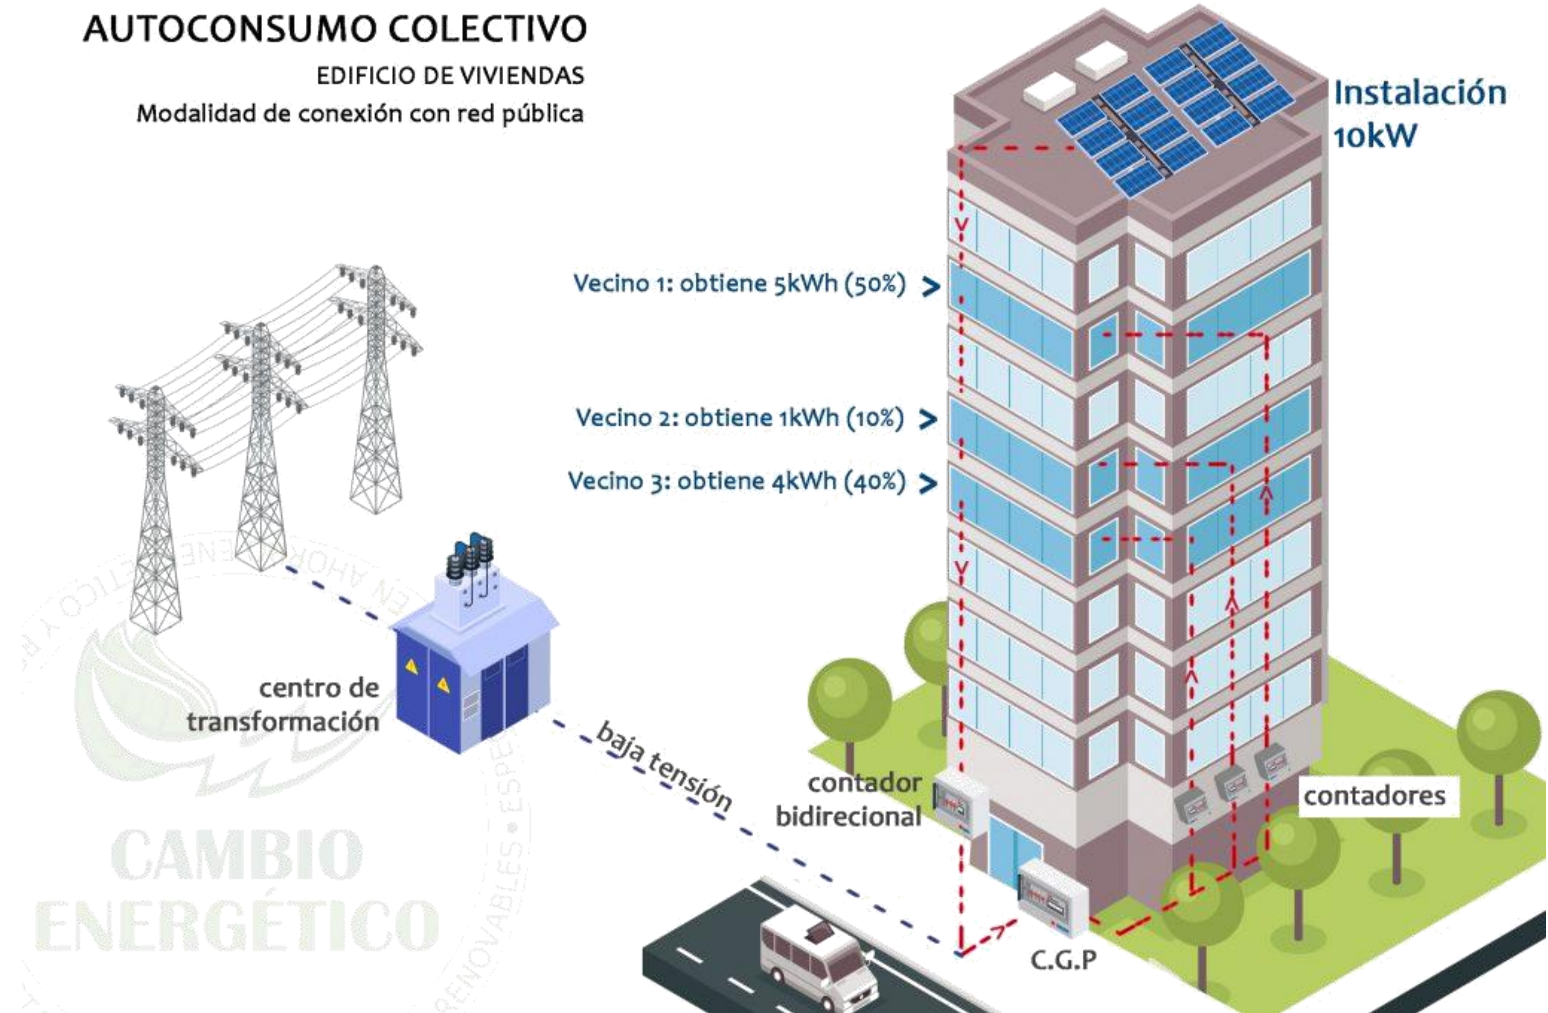 AUTOCONSUMO COLECTIVO
EDIFICIO DE VIVIENDAS
Modalidad de conexión con red pública
Instalación
10kW
Vecino 1: obtiene 5kWh (50%) >
Vecino 2: obtiene 1kWh (10%) >
Vecino 3: obtiene 4kWh (40%) >
centro de
transformación
baja tensión
contador
bidirecional
contadores
C.G.P
CAMBIO
ENERGÉTICO
RENOVABLES